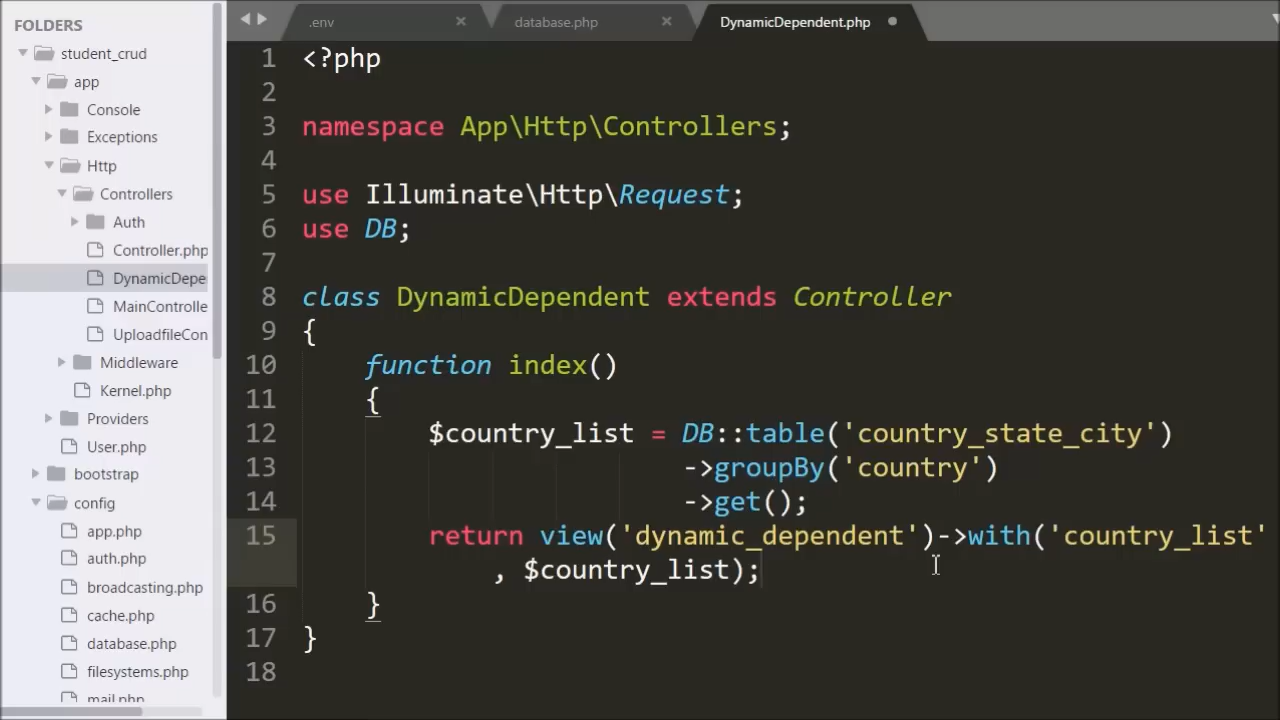 FOLDERS
student_crud
app
Console
Exceptions
Http
Controllers
Auth
Controller.php
DynamicDepe
MainControlle
UploadfileCon
Middleware
Kernel.php
Providers
User.php
bootstrap
config
app.php
auth.php
broadcasting.php
cache.php
database.php
filesystems.php
mail.php
.env
database.php
DynamicDependent.php
1 <?php
2
3 namespace App\Http\Controllers;
4
5 use Illuminate\Http\Request;
6 use DB;
7
8 class DynamicDependent extends Controller
9 {
10 function index()
11 {
12 $country_list = DB::table('country_state_city')
13 ->groupBy('country')
14 ->get();
15 return view('dynamic_dependent')->with('country_list'
, $country_list);
16 }
17 }
18